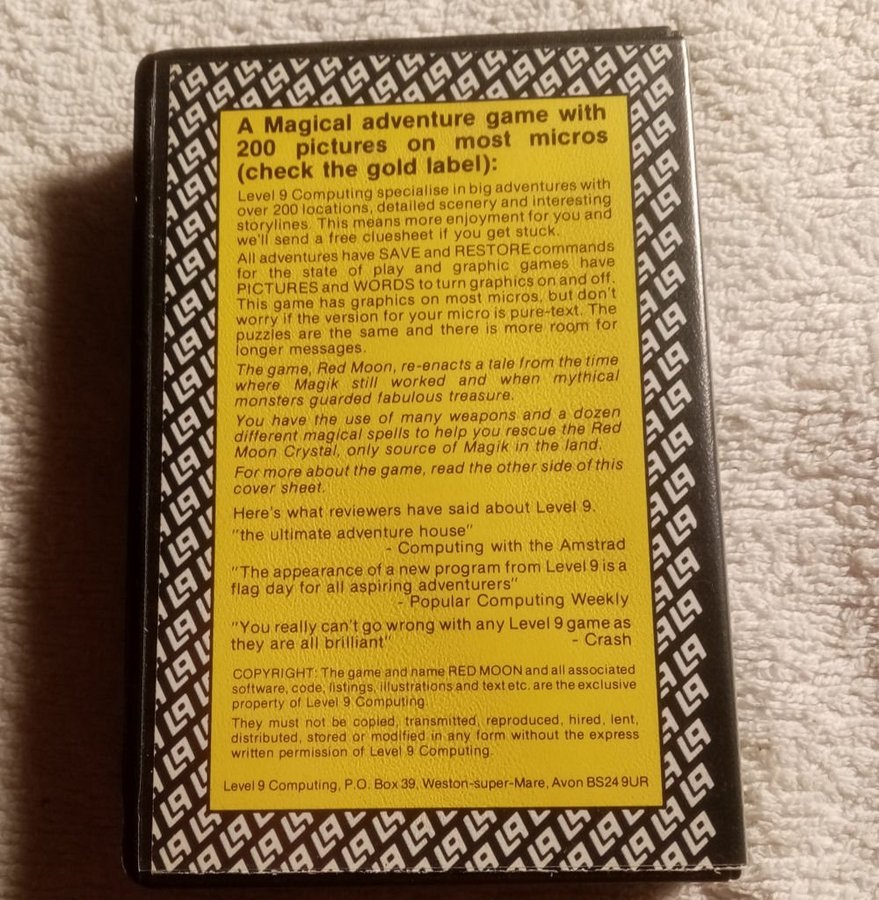 A Magical adventure game with
200 pictures on most micros
(check the gold label):
Level 9 Computing specialise in big adventures with
over 200 locations, detailed scenery and interesting
storylines. This means more enjoyment for you and
we'll send a free cluesheet if you get stuck.
All adventures have SAVE and RESTORE commands
for the state of play and graphic games have
PICTURES and WORDS to turn graphics on and off.
This game has graphics on most micros, but don't
worry if the version for your micro is pure-text. The
puzzles are the same and there is more room for
longer messages.
The game, Red Moon, re-enacts a tale from the time
where Magik still worked and when mythical
monsters guarded fabulous treasure.
You have the use of many weapons and a dozen
different magical spells to help you rescue the Red
Moon Crystal, only source of Magik in the land.
For more about the game, read the other side of this
cover sheet.
Here's what reviewers have said about Level 9.
"the ultimate adventure house"
- Computing with the Amstrad
"The appearance of a new program from Level 9 is a
flag day for all aspiring adventurers"
- Popular Computing Weekly
"You really can't go wrong with any Level 9 game as
they are all brilliant" - Crash
COPYRIGHT: The game and name RED MOON and all associated
software, code, listings, illustrations and text etc. are the exclusive
property of Level 9 Computing.
They must not be copied, transmitted, reproduced, hired, lent,
distributed, stored or modified in any form without the express
written permission of Level 9 Computing.
Level 9 Computing, P.O. Box 39, Weston-super-Mare, Avon BS24 9UR